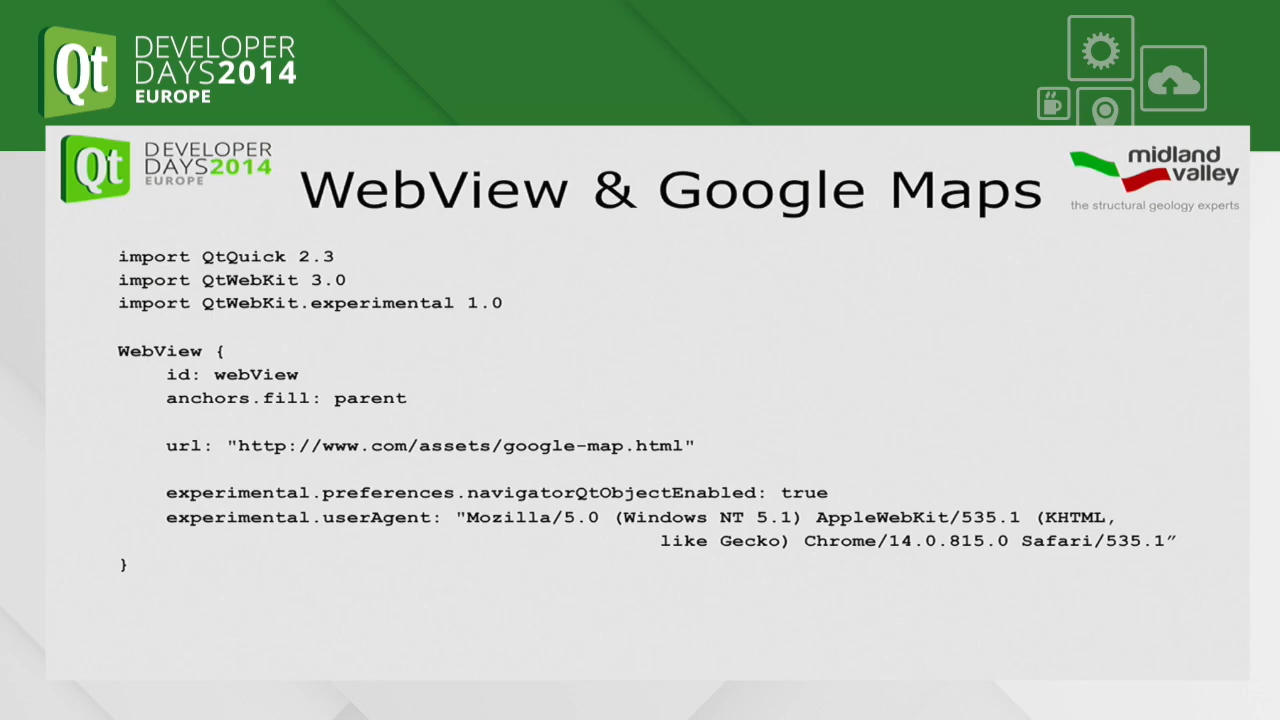 Qt DEVELOPER
DAYS2014
EUROPE
Qt DEVELOPER
DAYS2014
EUROPE
WebView & Google Maps
midland
valley
the structural geology experts
import QtQuick 2.3
import QtWebKit 3.0
import QtWebKit.experimental 1.0
WebView {
id: webView
anchors.fill: parent
url: "http://www.com/assets/google-map.html"
experimental.preferences.navigatorQtObjectEnabled: true
experimental.userAgent: "Mozilla/5.0 (Windows NT 5.1) AppleWebKit/535.1 (KHTML,
like Gecko) Chrome/14.0.815.0 Safari/535.1”
}